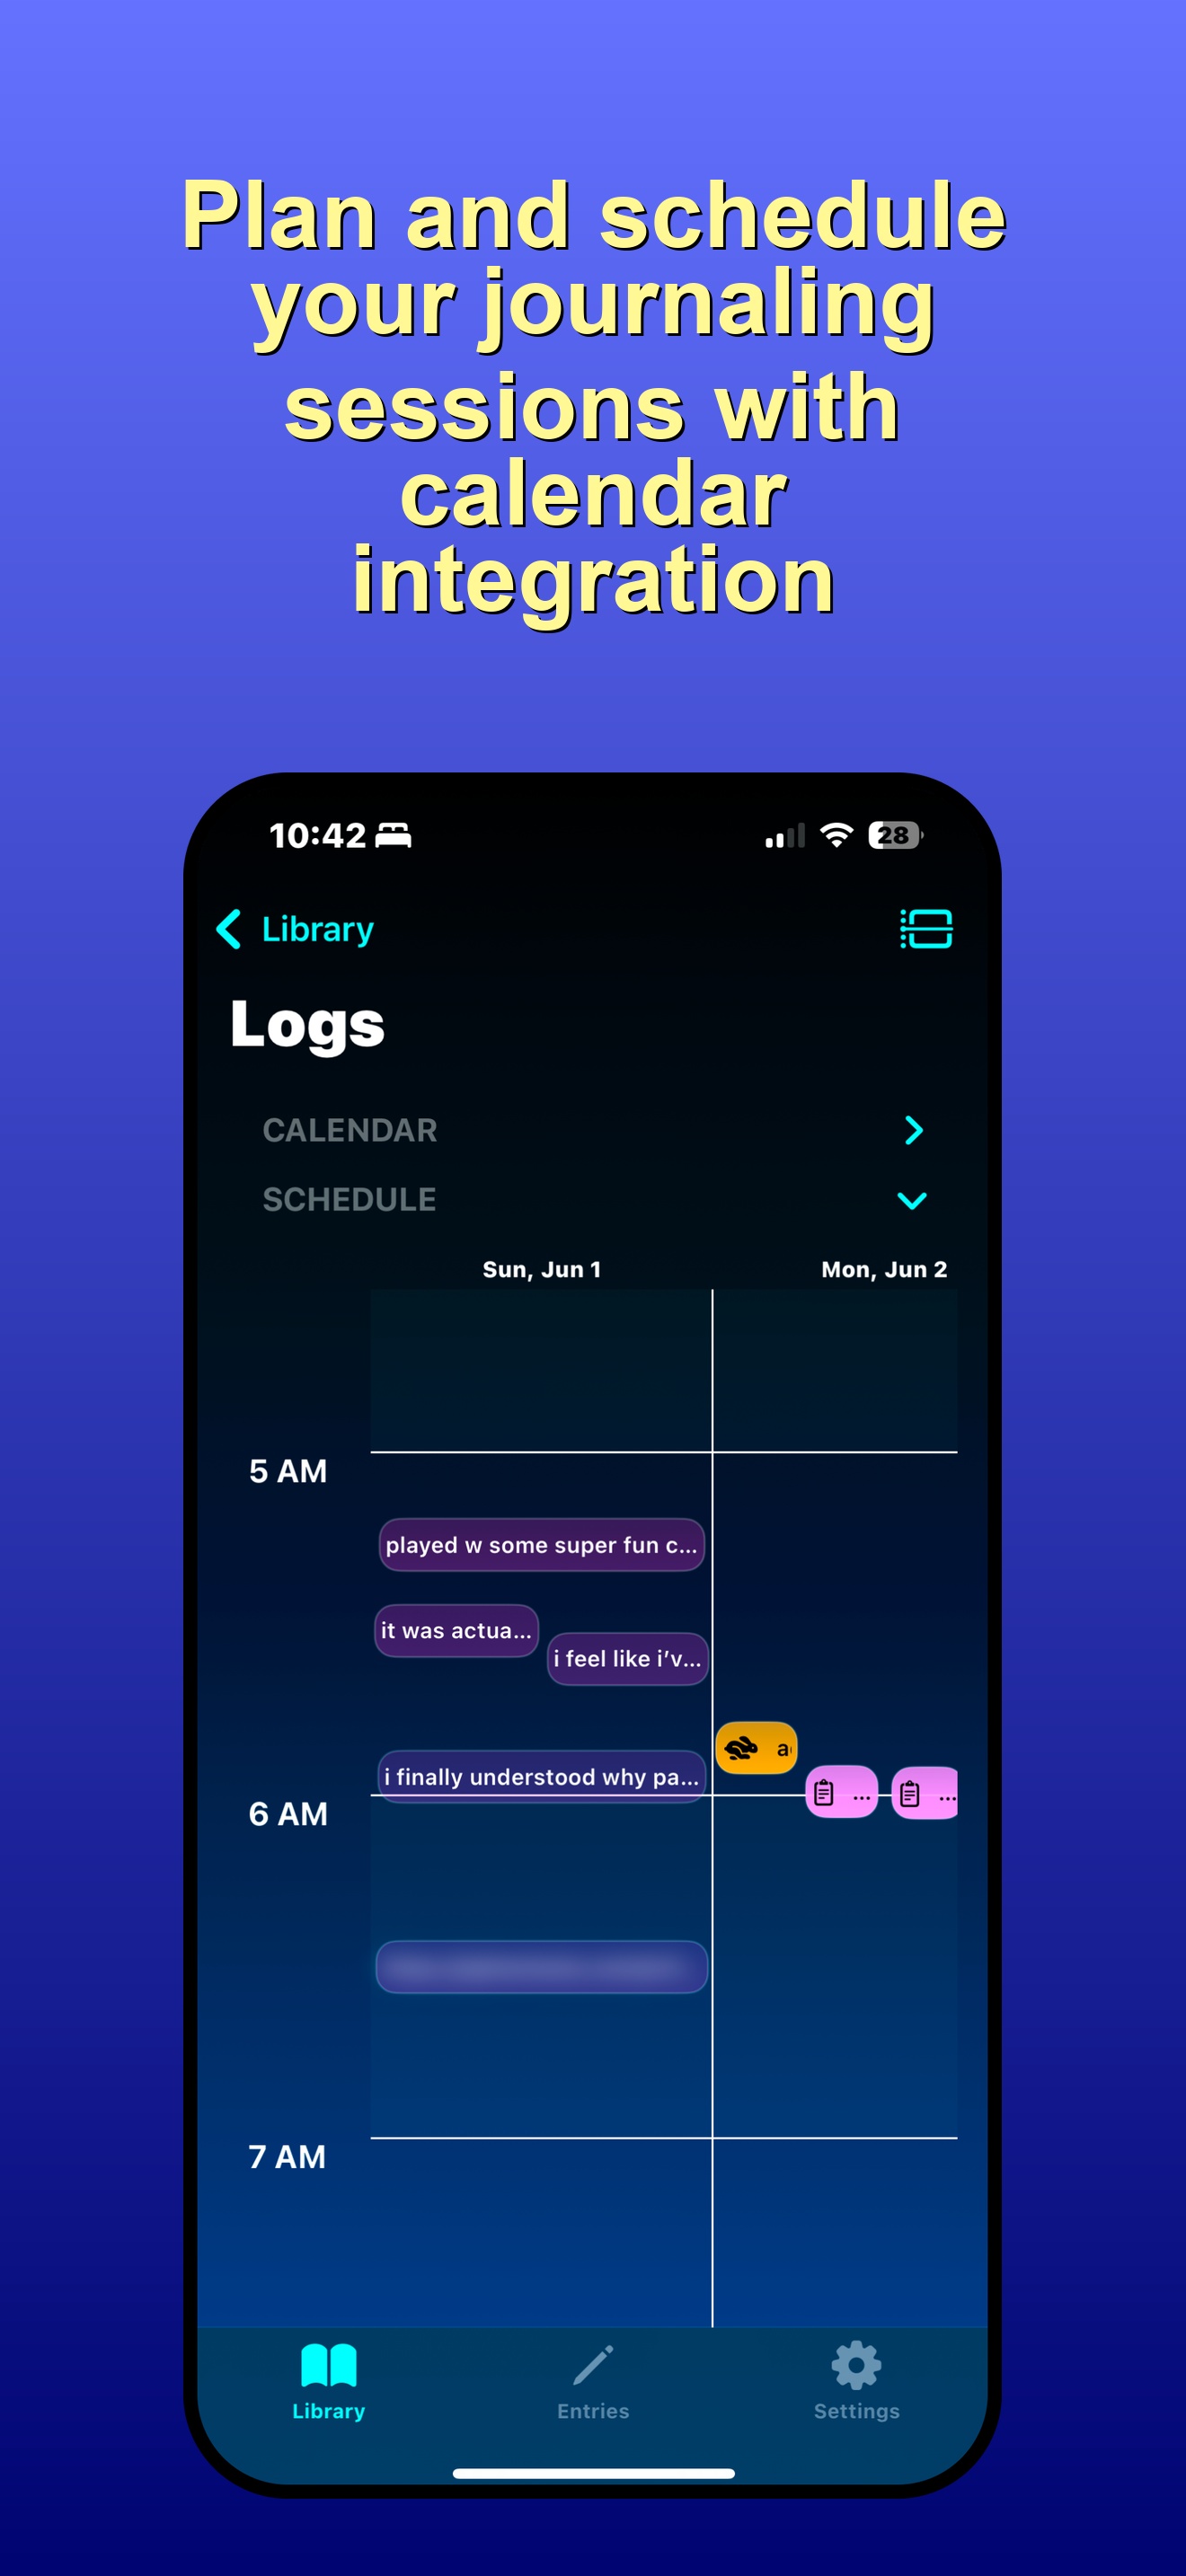 Plan and schedule
your journaling
sessions with
calendar
integration
10:42
28
Library
Logs
CALENDAR
SCHEDULE
Sun, Jun 1
Mon, Jun 2
5 AM
played w some super fun c...
it was actua...
i feel like i’v...
a
i finally understood why pa...
...
...
6 AM
7 AM
Library
Entries
Settings